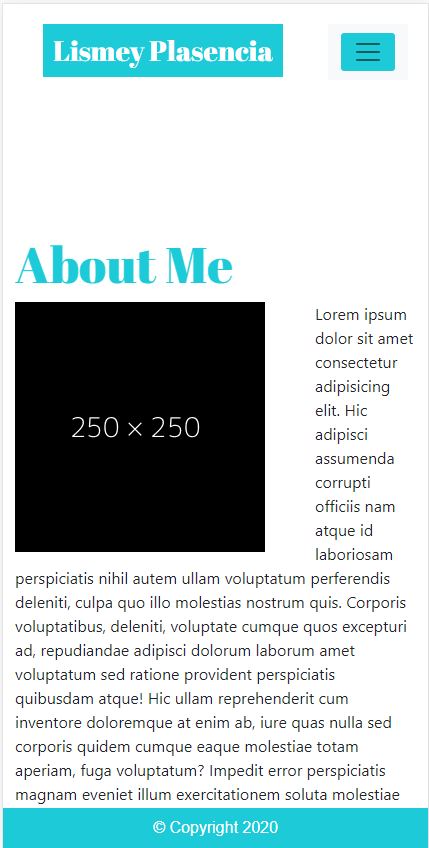 Lismey Plasencia
About Me
250 × 250
Lorem ipsum
dolor sit amet
consectetur
adipisicing
elit. Hic
adipisci
assumenda
corrupti
officiis nam
atque id
laboriosam
perspiciatis nihil autem ullam voluptatum perferendis
deleniti, culpa quo illo molestias nostrum quis. Corporis
voluptatibus, deleniti, voluptate cumque quos excepturi
ad, repudiandae adipisci dolorum laborum amet
voluptatum sed ratione provident perspiciatis
quibusdam atque! Hic ullam reprehenderit cum
inventore doloremque at enim ab, iure quas nulla sed
corporis quidem cumque eaque molestiae totam
aperiam, fuga voluptatum? Impedit error perspiciatis
magnam eveniet illum exercitationem soluta molestiae
© Copyright 2020